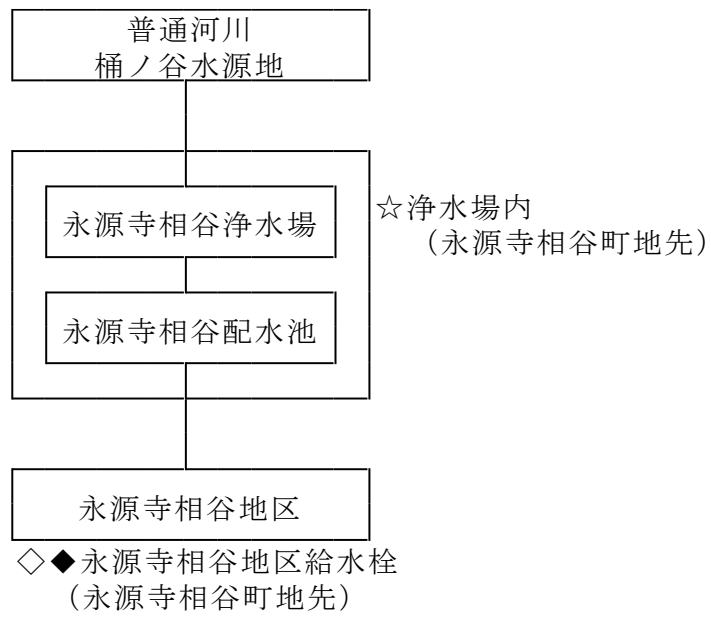 普通河川
桶ノ谷水源地
永源寺相谷浄水場
☆浄水場内
（永源寺相谷町地先）
永源寺相谷配水池
永源寺相谷地区
◇◆永源寺相谷地区給水栓
（永源寺相谷町地先）